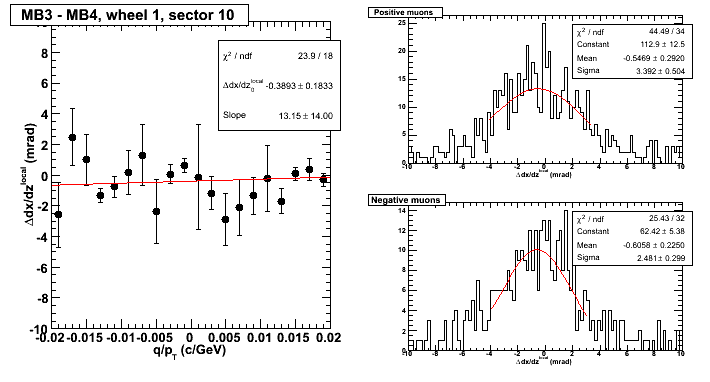 MB3 - MB4, wheel 1, sector 10
χ² / ndf 23.9 / 18
Δdx/dz₀^local -0.3893 ± 0.1833
Slope 13.15 ± 14.00
Δdx/dz^local (mrad)
8
6
4
2
0
-2
-4
-6
-8
-10
-0.02 -0.015 -0.01 -0.005 0 0.005 0.01 0.015 0.02
q/p_T (c/GeV)
Positive muons
χ² / ndf 44.49 / 34
Constant 112.9 ± 12.5
Mean -0.5469 ± 0.2920
Sigma 3.392 ± 0.504
25
20
15
10
5
0
-10 -8 -6 -4 -2 0 2 4 6 8 10
Δdx/dz^local (mrad)
Negative muons
χ² / ndf 25.43 / 32
Constant 62.42 ± 5.38
Mean -0.6058 ± 0.2250
Sigma 2.481 ± 0.299
14
12
10
8
6
4
2
0
-10 -8 -6 -4 -2 0 2 4 6 8 10
Δdx/dz^local (mrad)